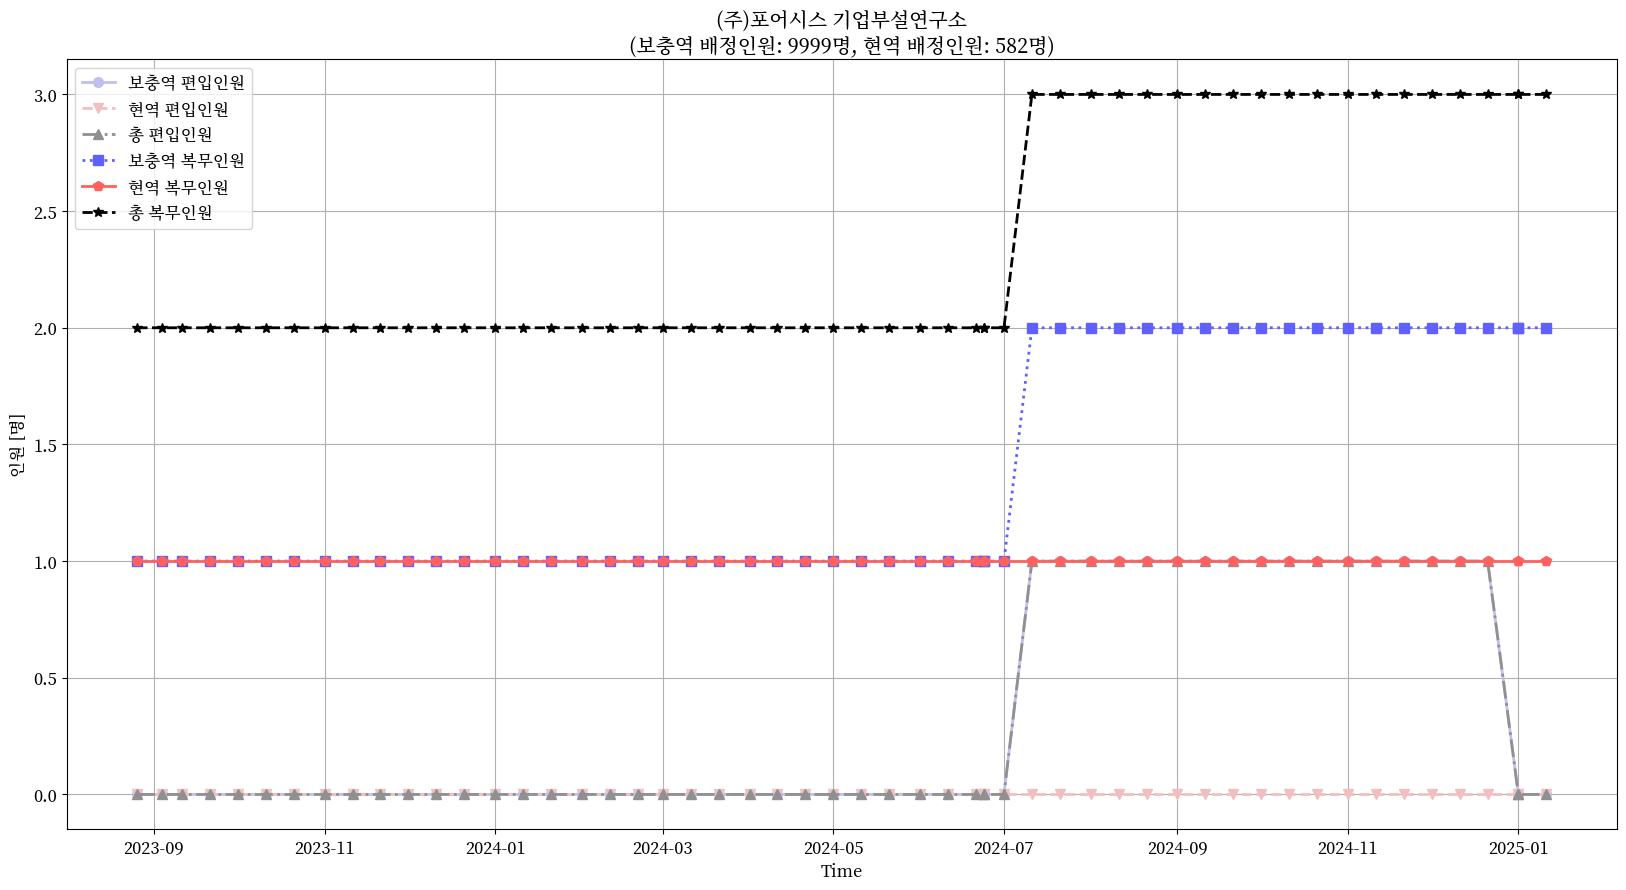 (주)포어시스 기업부설연구소
(보충역 배정인원: 9999명, 현역 배정인원: 582명)
보충역 편입인원
현역 편입인원
총 편입인원
보충역 복무인원
현역 복무인원
총 복무인원
3.0
2.5
2.0
1.5
1.0
0.5
0.0
인원 [명]
2023-09
2023-11
2024-01
2024-03
2024-05
2024-07
2024-09
2024-11
2025-01
Time